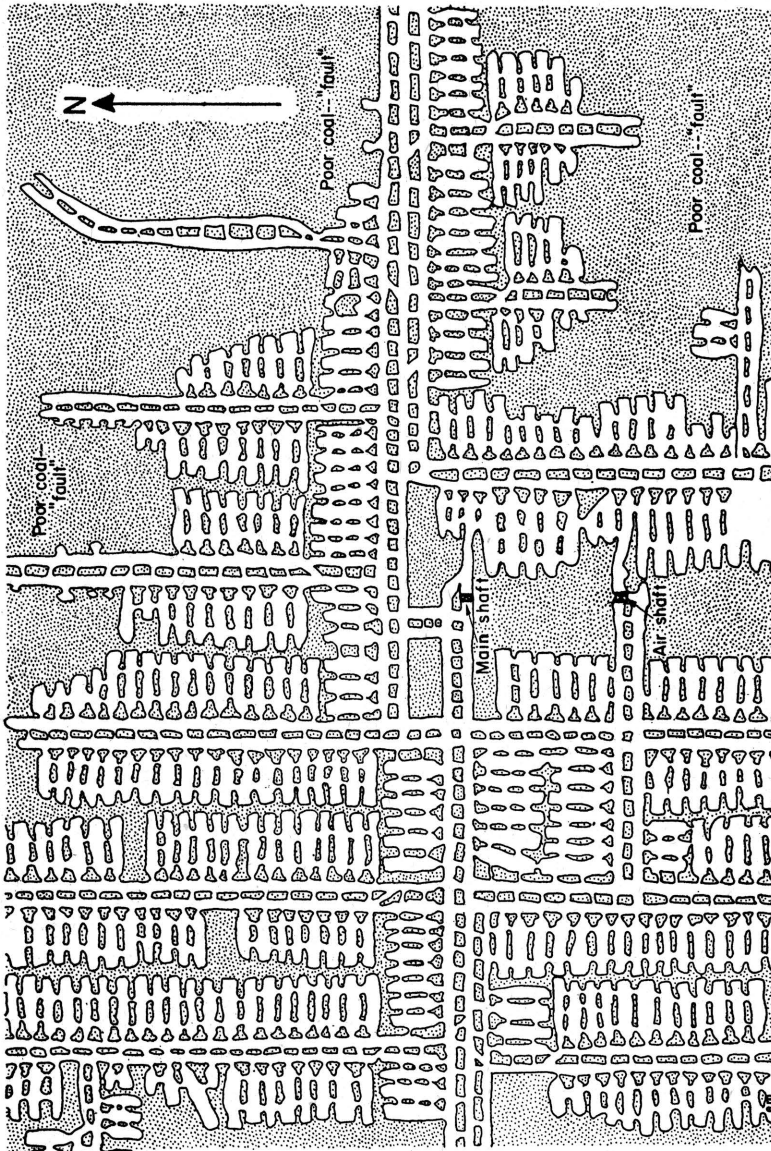 N
Poor coal--"fault"
Poor coal--"fault"
Poor coal--
"fault"
Main shaft
Air shaft